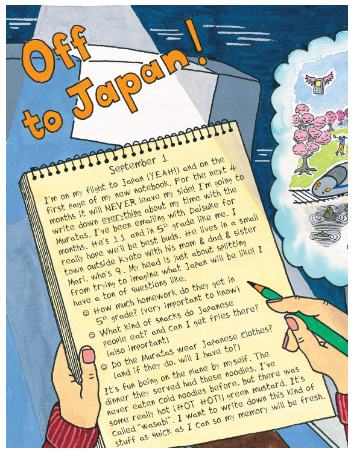 Off
to Japan!
September 1
I'm on my flight to Japan (YEAH!) and on the
first page of my new notebook. For the next 4
months it will NEVER leave my side! I'm going to
write down everything about my time with the
Muratas. I've been emailing with Daisuke for
months. He's 11 and in 5th grade like me. I
really hope we'll be best buds. He lives in a small
town outside Kyoto with his mom & dad & sister
Mari, who's 9. My head is just about splitting
from trying to imagine what Japan will be like! I
have a ton of questions like:
How much homework do they get in
5th grade? (very important to know)
What kind of snacks do Japanese
people eat? and can I get fries there?
(also important)
Do the Muratas wear Japanese clothes?
(and if they do, will I have to?)
It's fun being on the plane by myself. The
dinner they served had these noodles. I've
never eaten cold noodles before, but there was
some really hot (HOT HOT!) green mustard. It's
called "wasabi". I want to write down this kind of
stuff as quick as I can so my memory will be fresh.